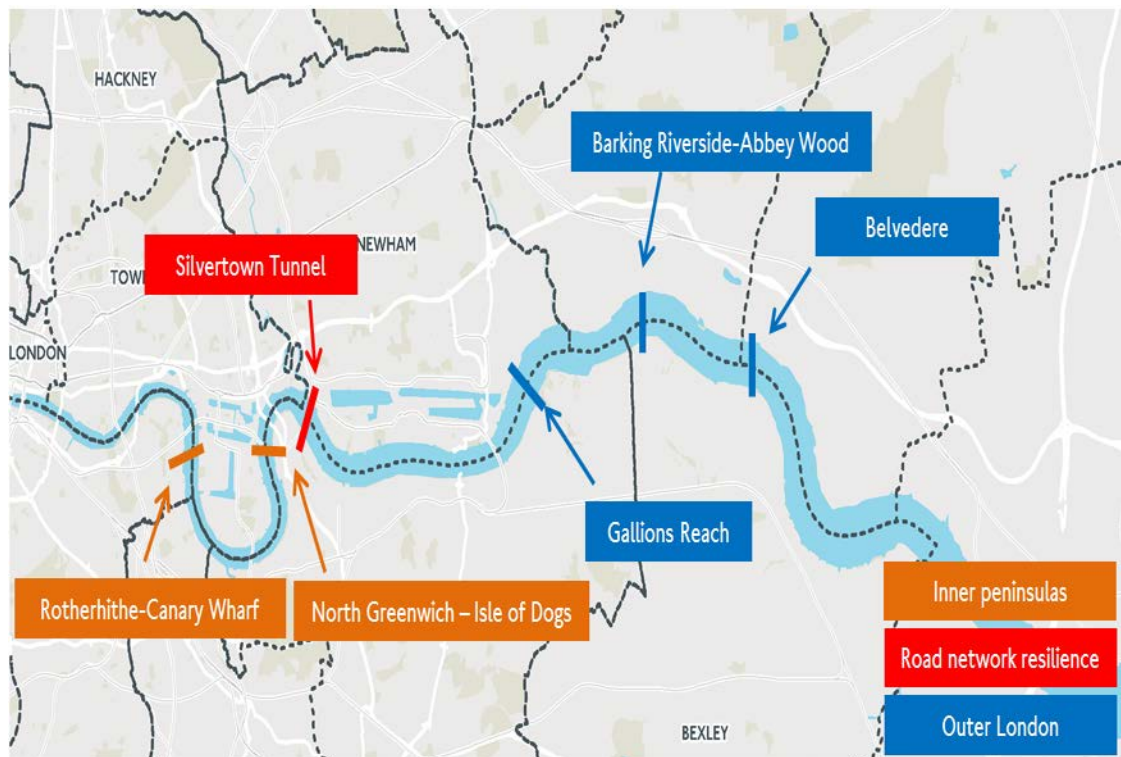 HACKNEY
Barking Riverside-Abbey Wood
Belvedere
NEWHAM
Silvertown Tunnel
TOW
LONDON
Gallions Reach
Rotherhithe-Canary Wharf
North Greenwich – Isle of Dogs
Inner peninsulas
Road network resilience
Outer London
BEXLEY